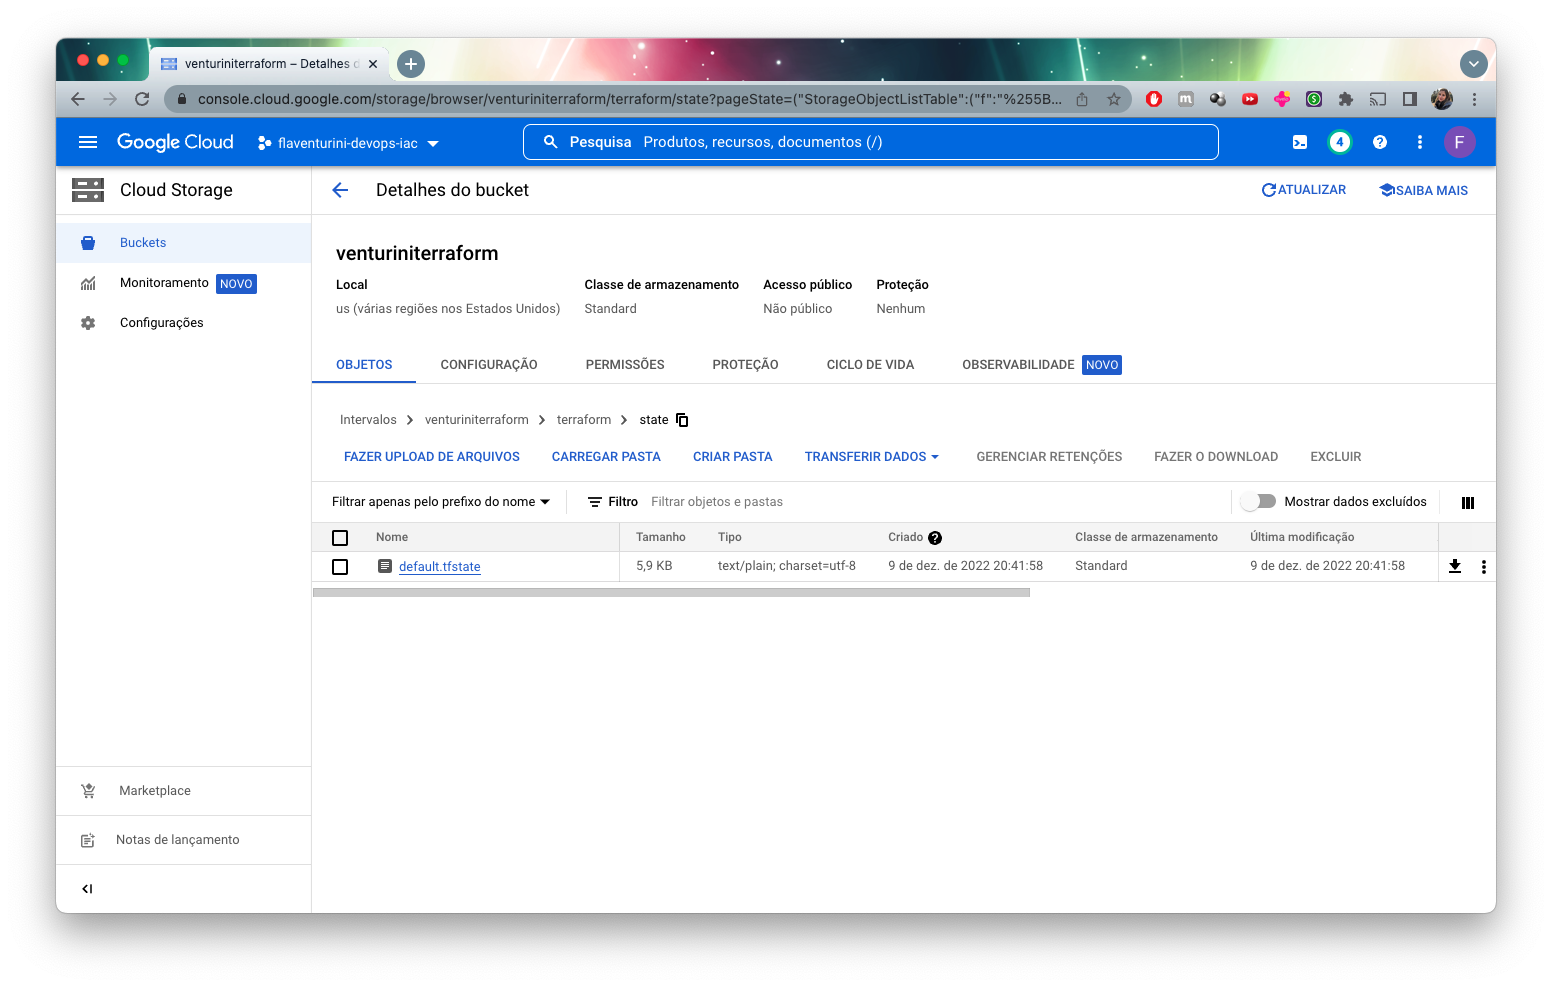 venturiniterraform – Detalhes d
console.cloud.google.com/storage/browser/venturiniterraform/terraform/state?pageState=("StorageObjectListTable":("f":"%255B...
Google Cloud
flaventurini-devops-iac
Pesquisa Produtos, recursos, documentos (/)
4
F
Cloud Storage
Detalhes do bucket
ATUALIZAR
SAIBA MAIS
Buckets
Monitoramento NOVO
Configurações
venturiniterraform
Local Classe de armazenamento Acesso público Proteção
us (várias regiões nos Estados Unidos) Standard Não público Nenhum
OBJETOS CONFIGURAÇÃO PERMISSÕES PROTEÇÃO CICLO DE VIDA OBSERVABILIDADE NOVO
Intervalos > venturiniterraform > terraform > state
FAZER UPLOAD DE ARQUIVOS CARREGAR PASTA CRIAR PASTA TRANSFERIR DADOS GERENCIAR RETENÇÕES FAZER O DOWNLOAD EXCLUIR
Filtrar apenas pelo prefixo do nome Filtro Filtrar objetos e pastas Mostrar dados excluídos
Nome Tamanho Tipo Criado Classe de armazenamento Última modificação
default.tfstate 5,9 KB text/plain; charset=utf-8 9 de dez. de 2022 20:41:58 Standard 9 de dez. de 2022 20:41:58
Marketplace
Notas de lançamento